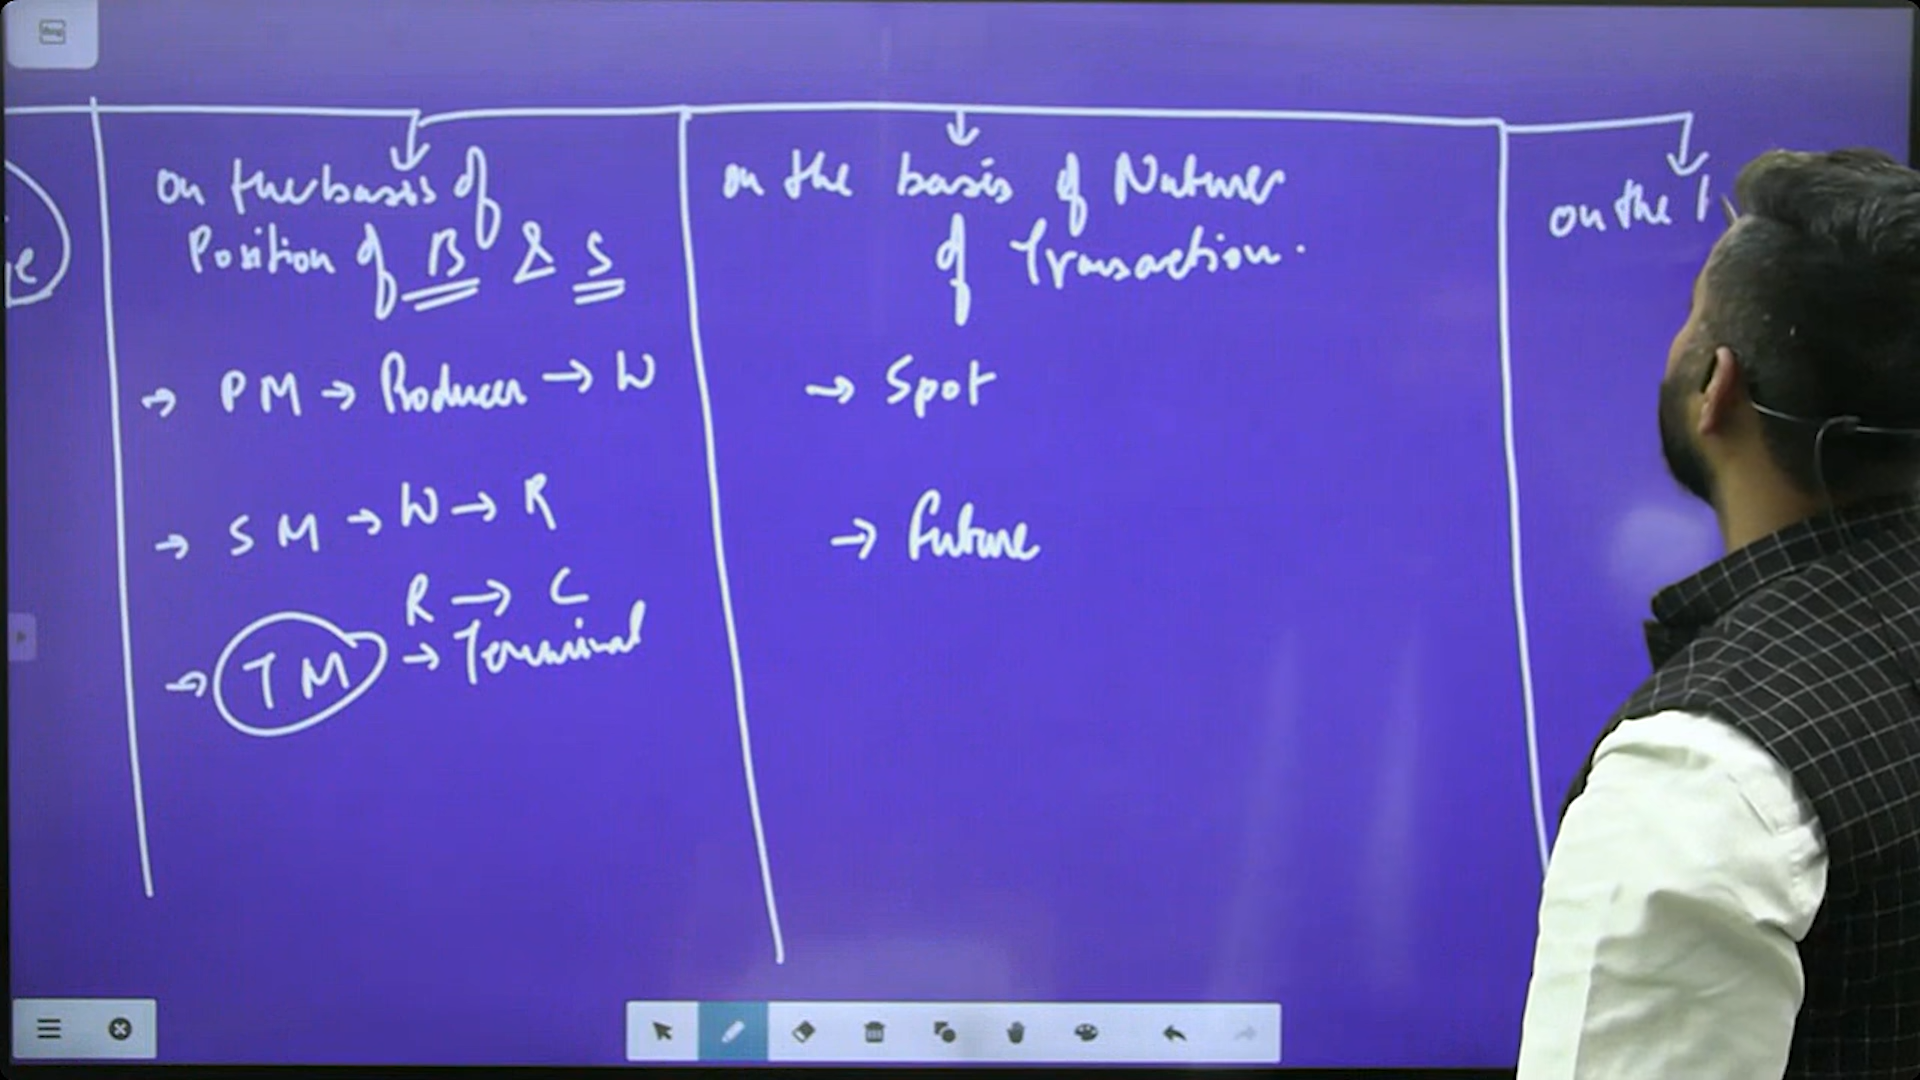 on the basis of
Position of B & S
→ PM → Producer → W
→ SM → W → R
R → C
→ TM → Terminal
on the basis of Nature
of Transaction.
→ Spot
→ Future
on the